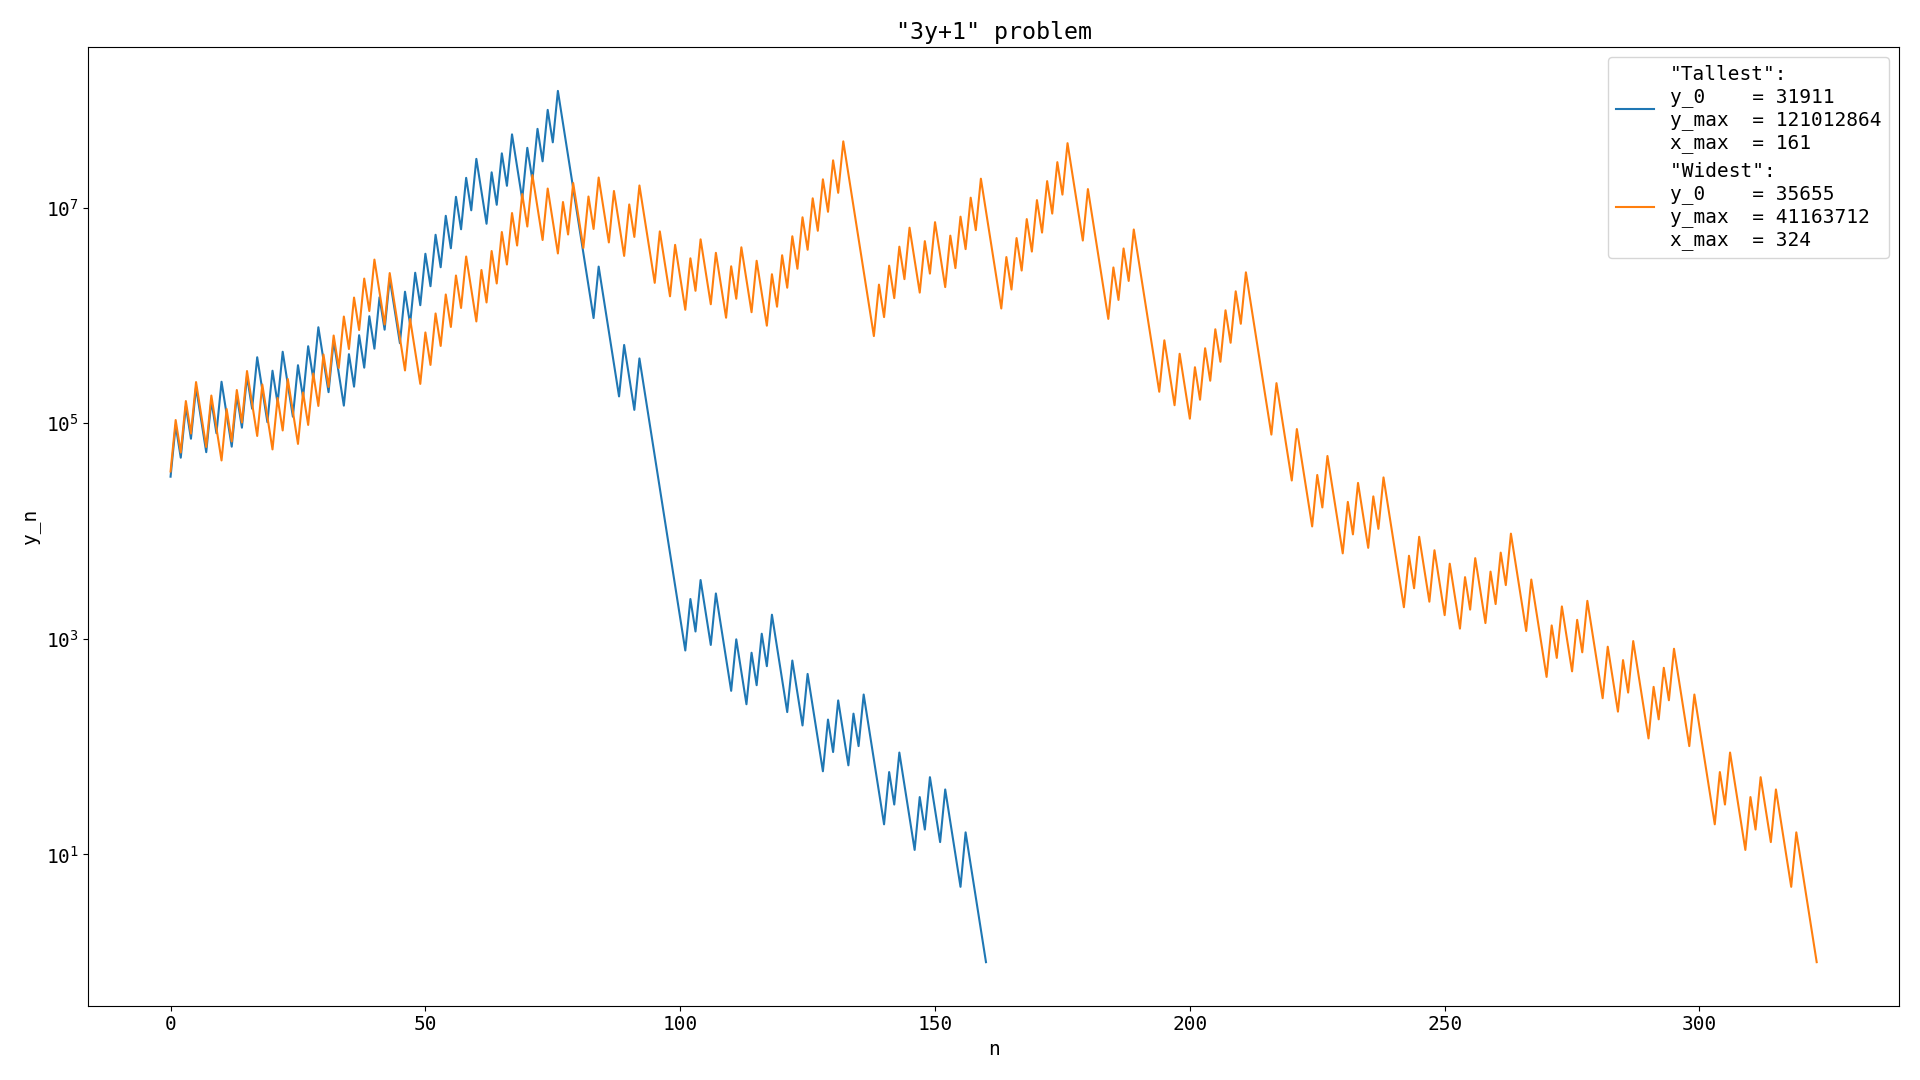 "3y+1" problem
"Tallest":
y_0    = 31911
y_max  = 121012864
x_max  = 161
"Widest":
y_0    = 35655
y_max  = 41163712
x_max  = 324
y_n
10^7
10^5
10^3
10^1
0 50 100 150 200 250 300
n